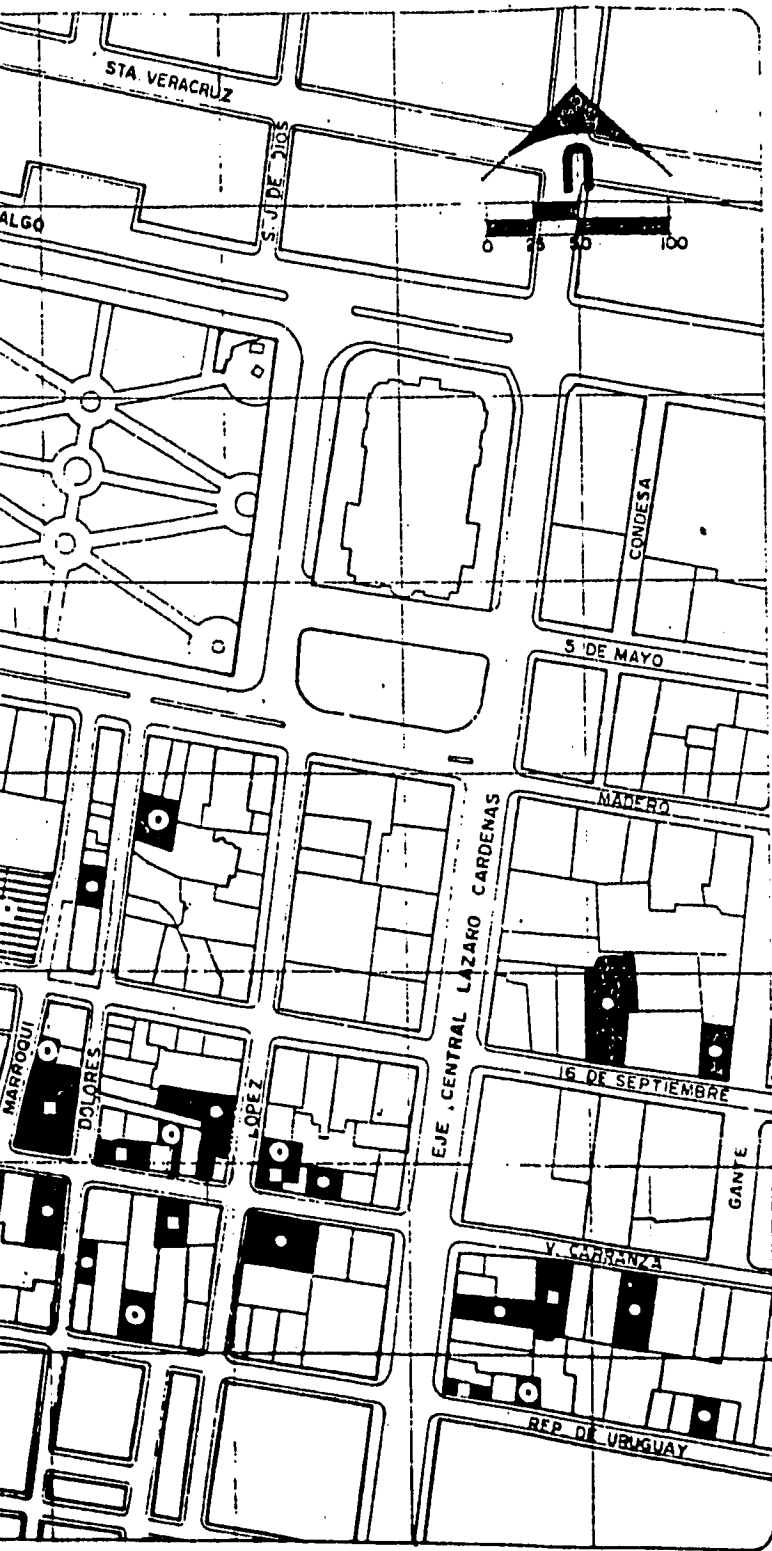 STA. VERACRUZ
S. J. DE DIOS
ALGO
0 25 50 100
CONDESA
5 DE MAYO
MADERO
EJE CENTRAL LAZARO CARDENAS
MARROQUI
DOLORES
LOPEZ
16 DE SEPTIEMBRE
GANTE
V. CARRANZA
REP. DE URUGUAY